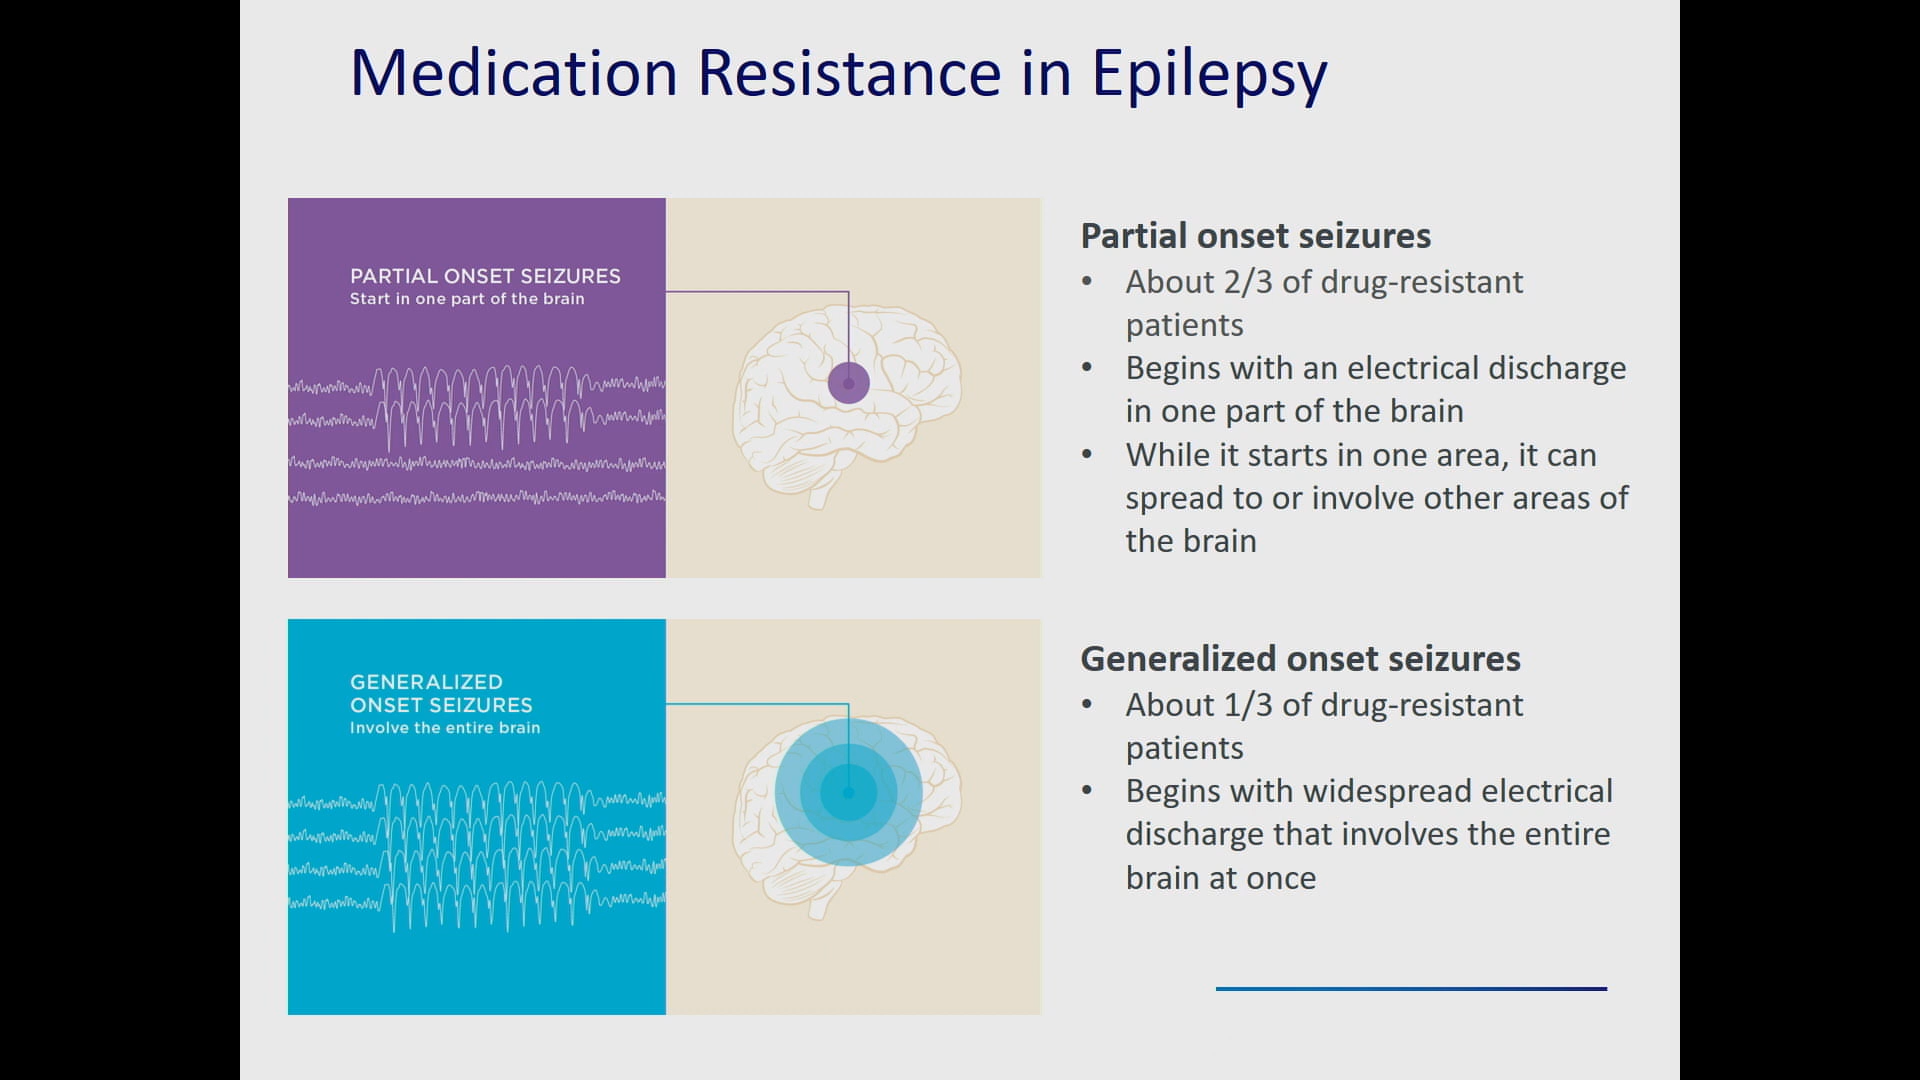 Medication Resistance in Epilepsy
PARTIAL ONSET SEIZURES
Start in one part of the brain
Partial onset seizures
• About 2/3 of drug-resistant
patients
• Begins with an electrical discharge
in one part of the brain
• While it starts in one area, it can
spread to or involve other areas of
the brain
GENERALIZED
ONSET SEIZURES
Involve the entire brain
Generalized onset seizures
• About 1/3 of drug-resistant
patients
• Begins with widespread electrical
discharge that involves the entire
brain at once